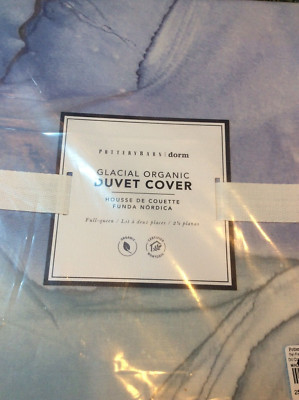 POTTERYBARN | dorm
GLACIAL ORGANIC
DUVET COVER
HOUSSE DE COUETTE
FUNDA NÓRDICA
Full-queen / Lit à deux places / 2½ plazas
ORGANIC